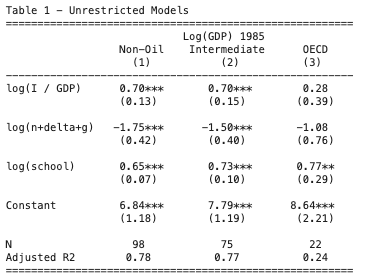 Table 1 - Unrestricted Models
====================================================
Log(GDP) 1985
Non-Oil Intermediate OECD
(1) (2) (3)
----------------------------------------------------
log(I / GDP) 0.70*** 0.70*** 0.28
(0.13) (0.15) (0.39)
log(n+delta+g) -1.75*** -1.50*** -1.08
(0.42) (0.40) (0.76)
log(school) 0.65*** 0.73*** 0.77**
(0.07) (0.10) (0.29)
Constant 6.84*** 7.79*** 8.64***
(1.18) (1.19) (2.21)
N 98 75 22
Adjusted R2 0.78 0.77 0.24
====================================================